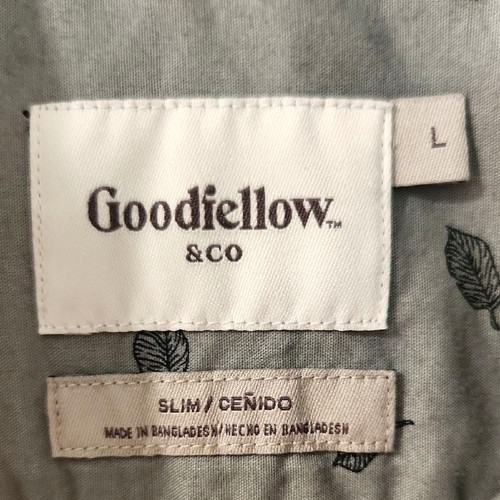 Goodfellow™
&CO
L
SLIM / CEÑIDO
MADE IN BANGLADESH/HECHO EN BANGLADESH